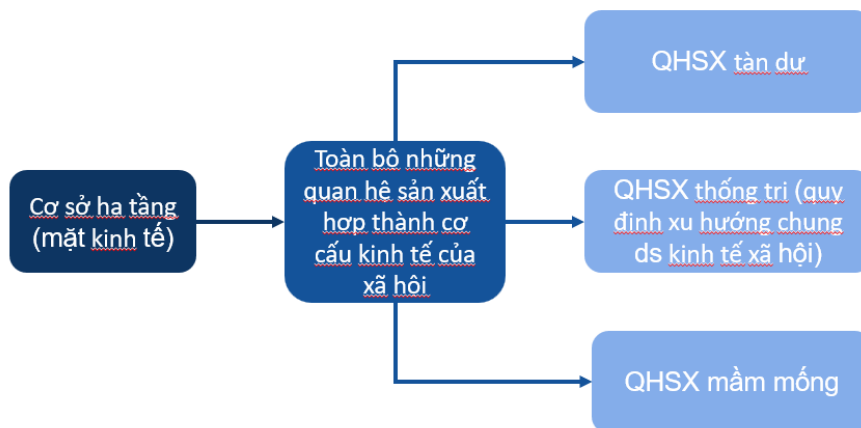 Cơ sở hạ tầng
(mặt kinh tế)
Toàn bộ những
quan hệ sản xuất
hợp thành cơ
cấu kinh tế của
xã hội
QHSX tàn dư
QHSX thống trị (quy
định xu hướng chung
ds kinh tế xã hội)
QHSX mầm mống